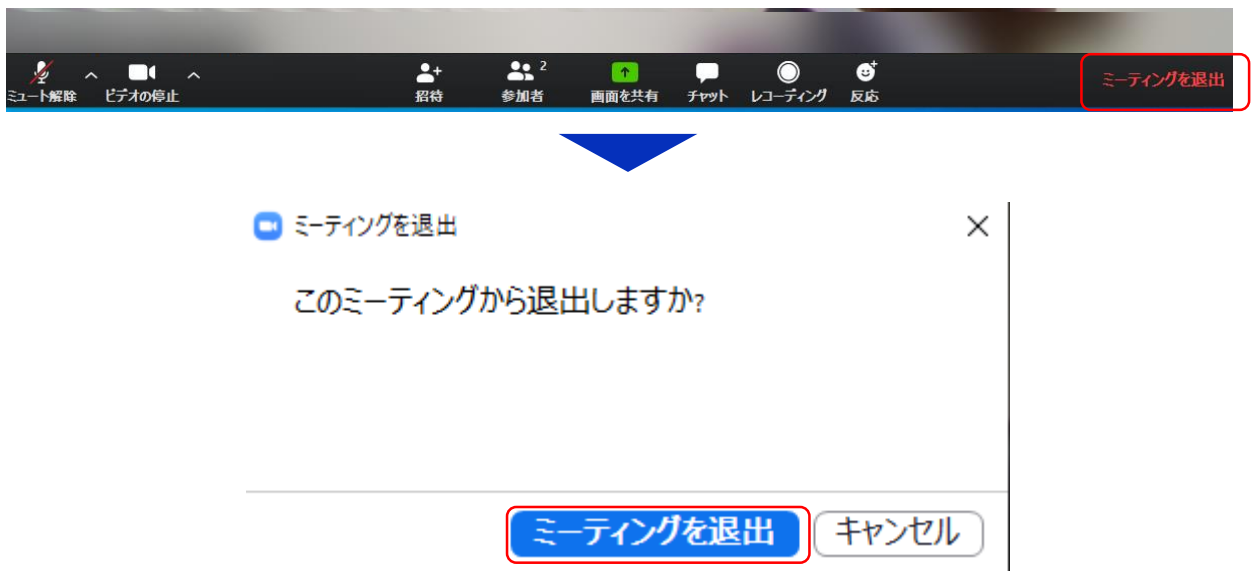 2
ミュート解除 ビデオの停止 招待 参加者 画面を共有 チャット レコーディング 反応 ミーティングを退出
ミーティングを退出
このミーティングから退出しますか?
ミーティングを退出 キャンセル